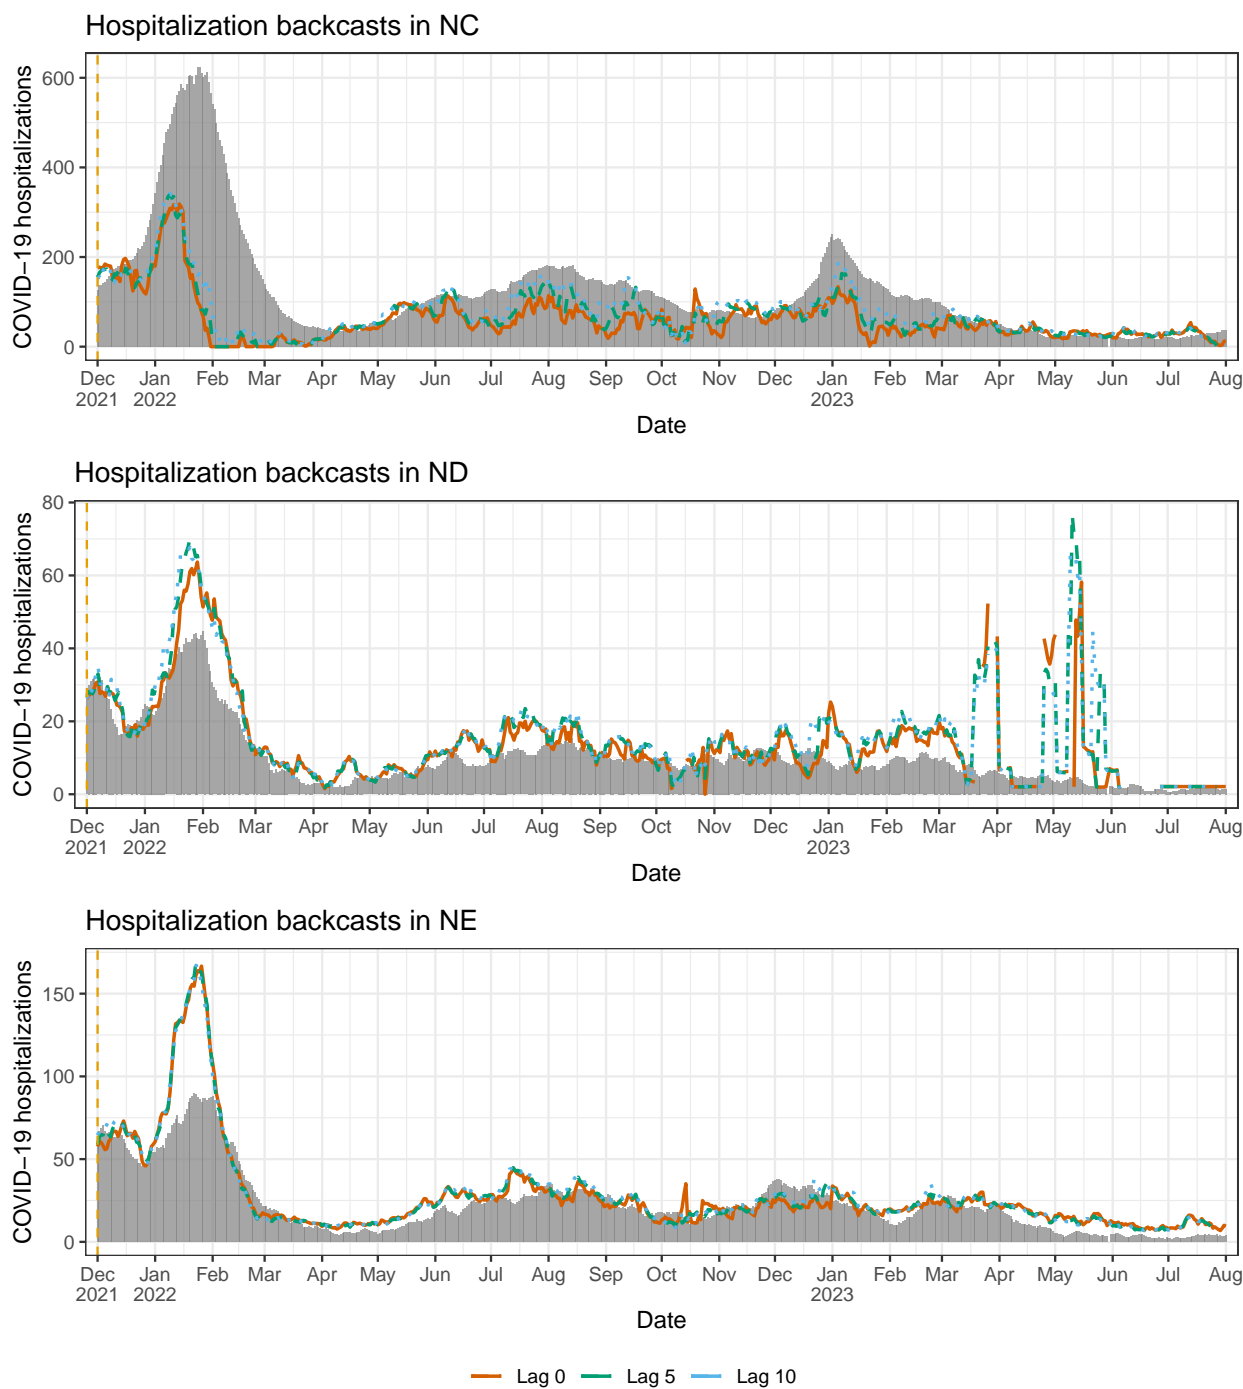 Hospitalization backcasts in NC
COVID−19 hospitalizations
600
400
200
0
Dec Jan Feb Mar Apr May Jun Jul Aug Sep Oct Nov Dec Jan Feb Mar Apr May Jun Jul Aug
2021 2022 2023
Date
Hospitalization backcasts in ND
COVID−19 hospitalizations
80
60
40
20
0
Dec Jan Feb Mar Apr May Jun Jul Aug Sep Oct Nov Dec Jan Feb Mar Apr May Jun Jul Aug
2021 2022 2023
Date
Hospitalization backcasts in NE
COVID−19 hospitalizations
150
100
50
0
Dec Jan Feb Mar Apr May Jun Jul Aug Sep Oct Nov Dec Jan Feb Mar Apr May Jun Jul Aug
2021 2022 2023
Date
Lag 0 Lag 5 Lag 10